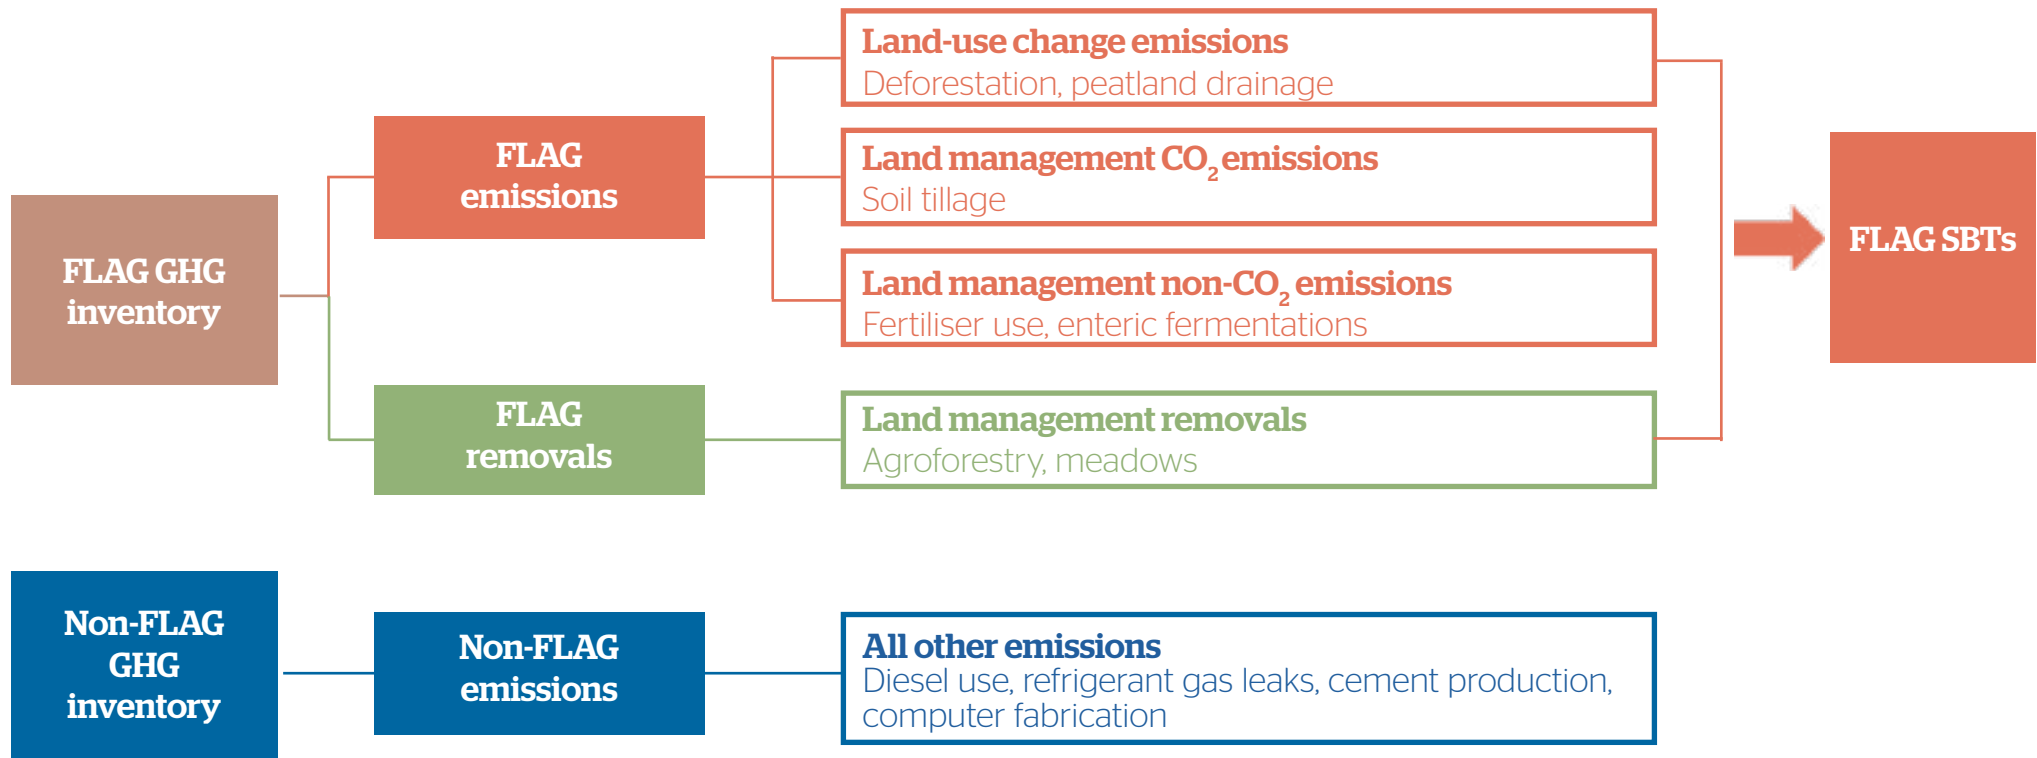 FLAG GHG
inventory
FLAG
emissions
Land-use change emissions
Deforestation, peatland drainage
Land management CO₂ emissions
Soil tillage
Land management non-CO₂ emissions
Fertiliser use, enteric fermentations
FLAG
removals
Land management removals
Agroforestry, meadows
FLAG SBTs
Non-FLAG
GHG
inventory
Non-FLAG
emissions
All other emissions
Diesel use, refrigerant gas leaks, cement production,
computer fabrication